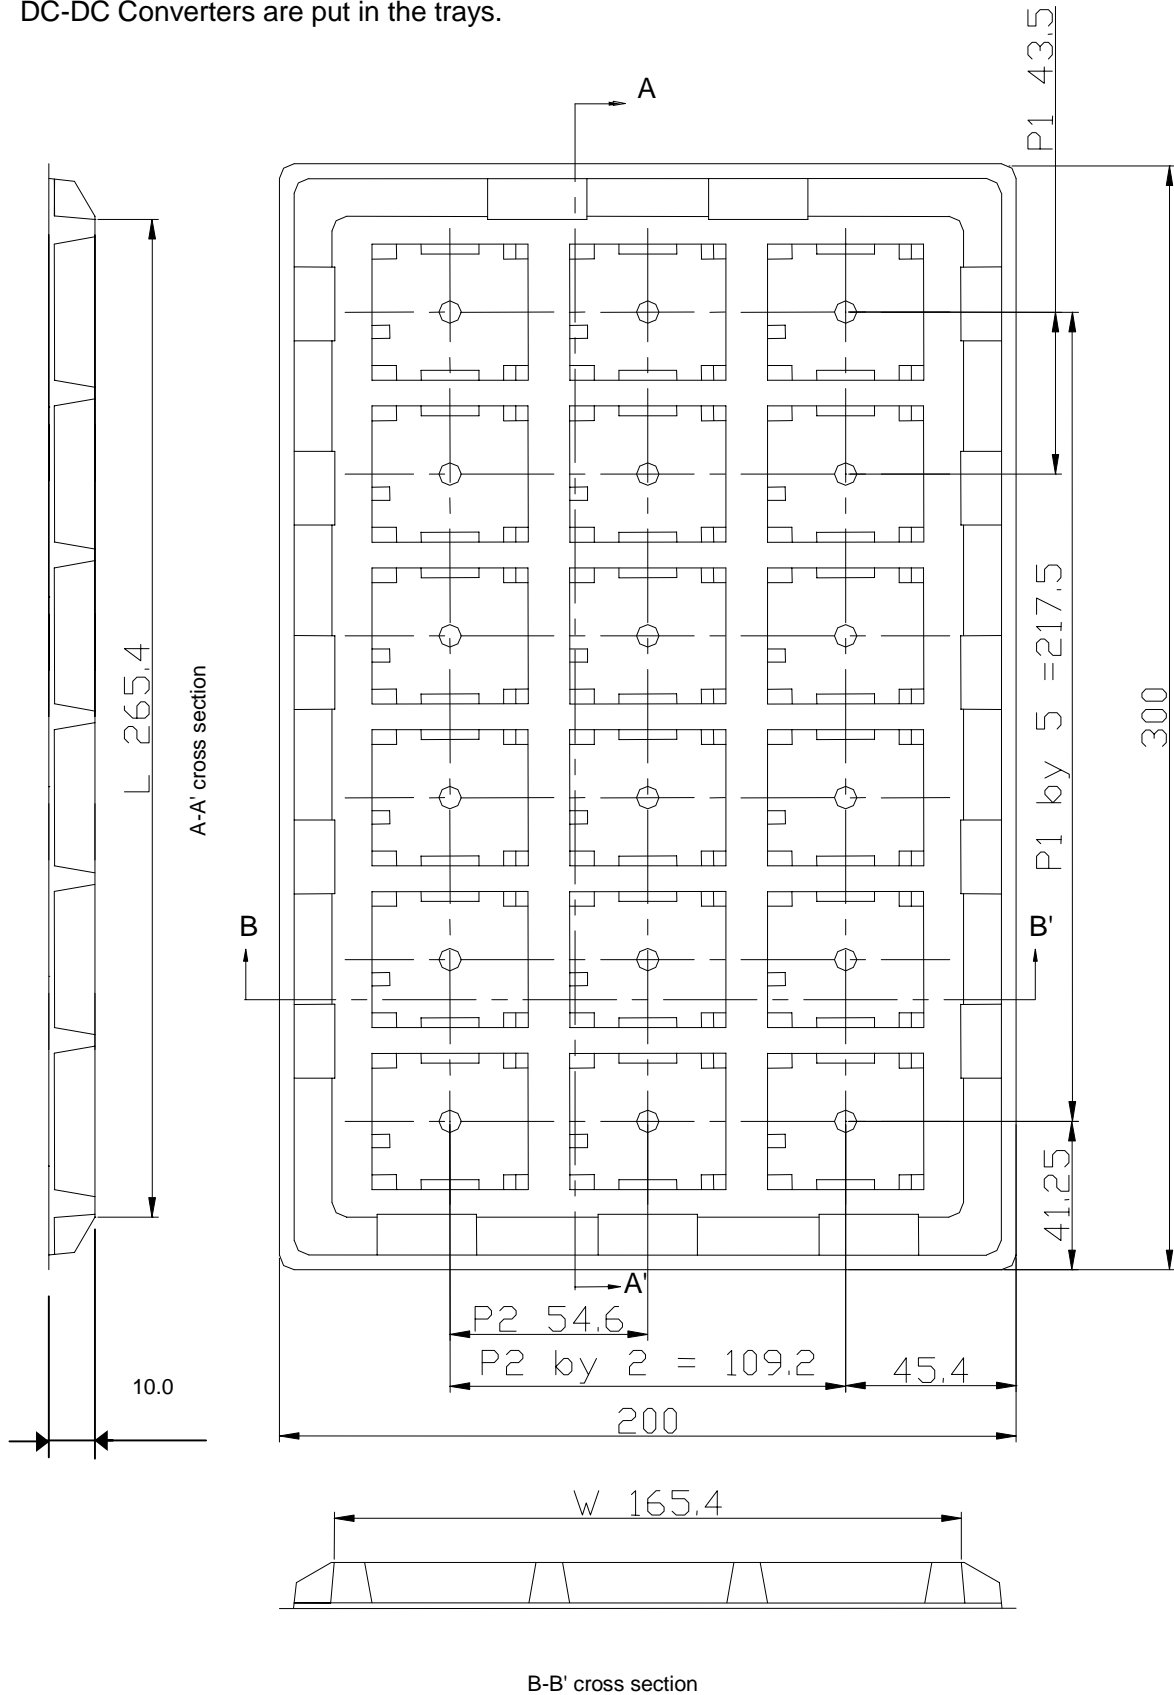 DC-DC Converters are put in the trays.
P1 43.5
A
L 265.4
A-A' cross section
P1 by 5 =217.5
300
B
B'
41.25
A'
P2 54.6
P2 by 2 = 109.2
45.4
10.0
200
W 165.4
B-B' cross section